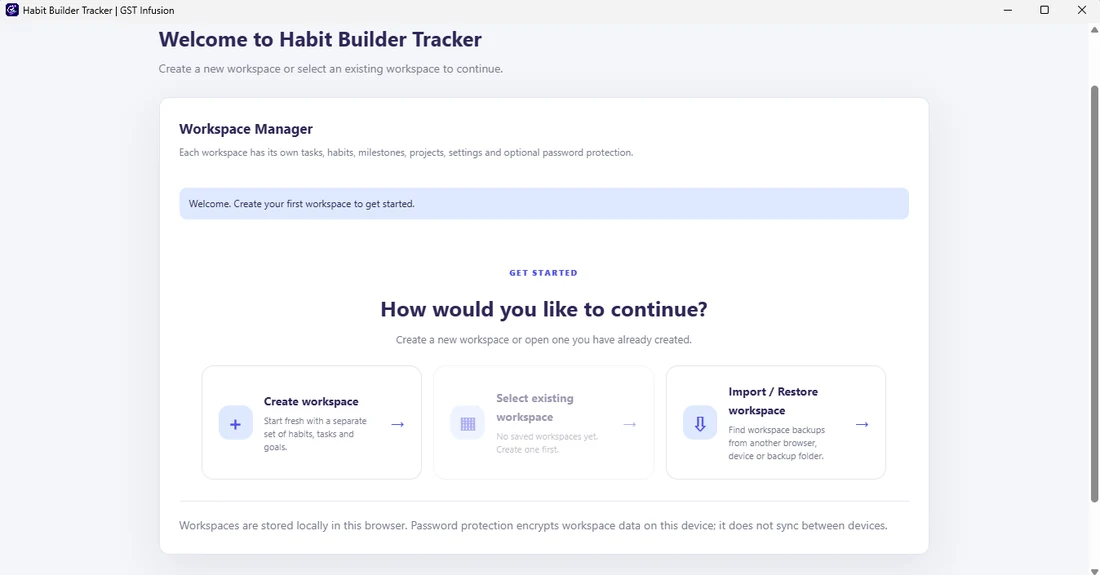 Habit Builder Tracker | GST Infusion
Welcome to Habit Builder Tracker
Create a new workspace or select an existing workspace to continue.
Workspace Manager
Each workspace has its own tasks, habits, milestones, projects, settings and optional password protection.
Welcome. Create your first workspace to get started.
GET STARTED
How would you like to continue?
Create a new workspace or open one you have already created.
Create workspace
Start fresh with a separate
set of habits, tasks and
goals.
Select existing
workspace
No saved workspaces yet.
Create one first.
Import / Restore
workspace
Find workspace backups
from another browser,
device or backup folder.
Workspaces are stored locally in this browser. Password protection encrypts workspace data on this device; it does not sync between devices.